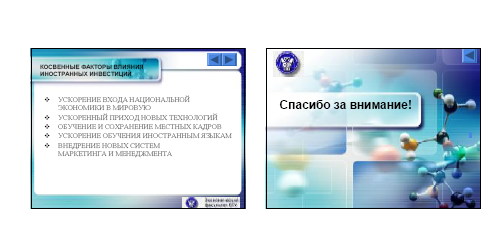 КОСВЕННЫЕ ФАКТОРЫ ВЛИЯНИЯ
ИНОСТРАННЫХ ИНВЕСТИЦИЙ
УСКОРЕНИЕ ВХОДА НАЦИОНАЛЬНОЙ
ЭКОНОМИКИ В МИРОВУЮ
УСКОРЕННЫЙ ПРИХОД НОВЫХ ТЕХНОЛОГИЙ
ОБУЧЕНИЕ И СОХРАНЕНИЕ МЕСТНЫХ КАДРОВ
УСКОРЕНИЕ ОБУЧЕНИЯ ИНОСТРАННЫМ ЯЗЫКАМ
ВНЕДРЕНИЕ НОВЫХ СИСТЕМ
МАРКЕТИНГА И МЕНЕДЖМЕНТА
Спасибо за внимание!